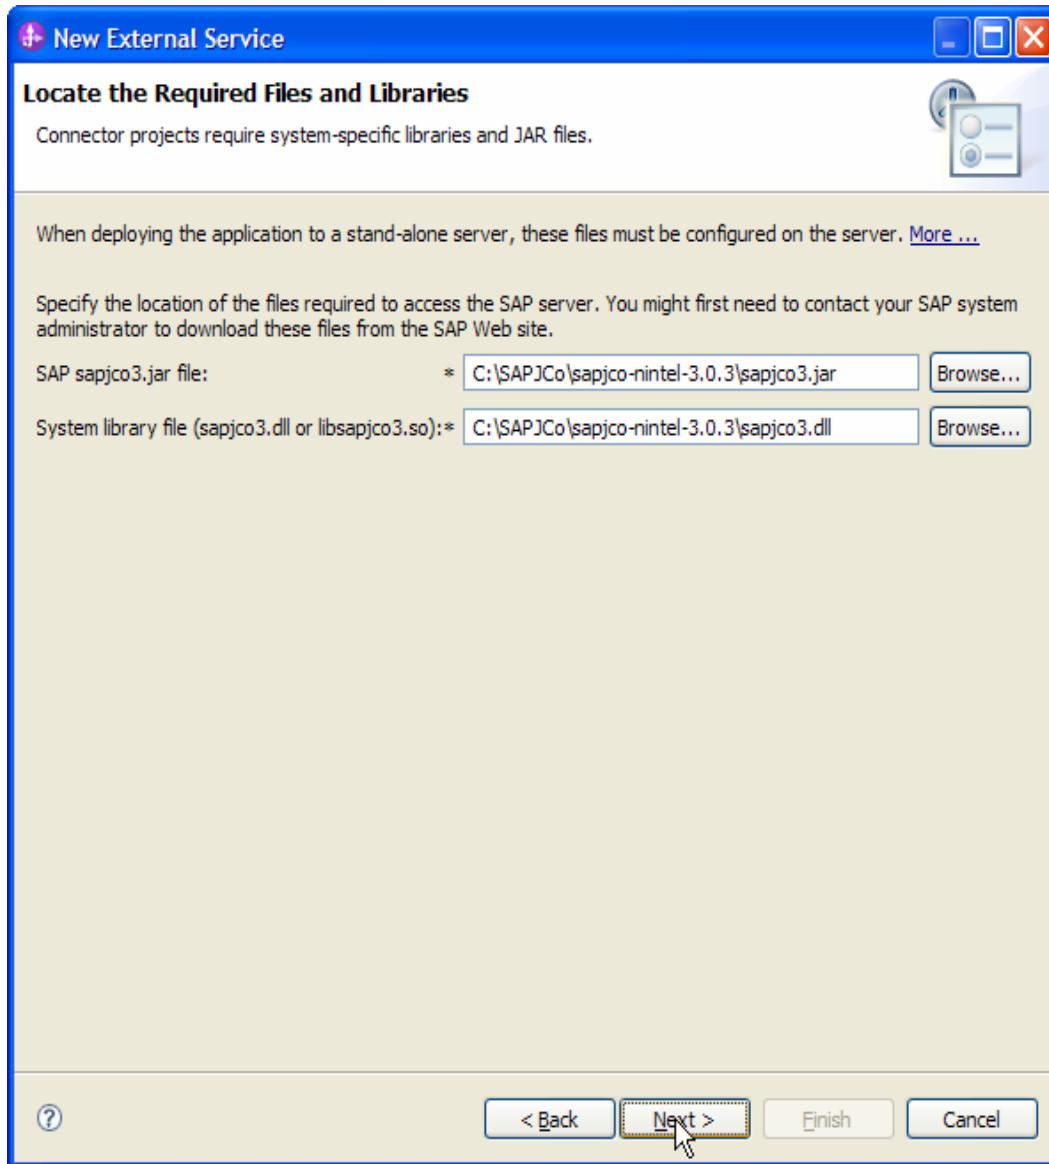 New External Service
Locate the Required Files and Libraries
Connector projects require system-specific libraries and JAR files.
When deploying the application to a stand-alone server, these files must be configured on the server. More ...
Specify the location of the files required to access the SAP server. You might first need to contact your SAP system
administrator to download these files from the SAP Web site.
SAP sapjco3.jar file: * C:\SAPJCo\sapjco-nintel-3.0.3\sapjco3.jar Browse...
System library file (sapjco3.dll or libsapjco3.so):* C:\SAPJCo\sapjco-nintel-3.0.3\sapjco3.dll Browse...
< Back Next > Finish Cancel